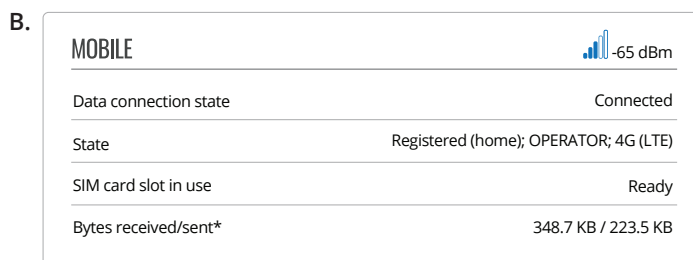 B.
MOBILE -65 dBm
Data connection state Connected
State Registered (home); OPERATOR; 4G (LTE)
SIM card slot in use Ready
Bytes received/sent* 348.7 KB / 223.5 KB